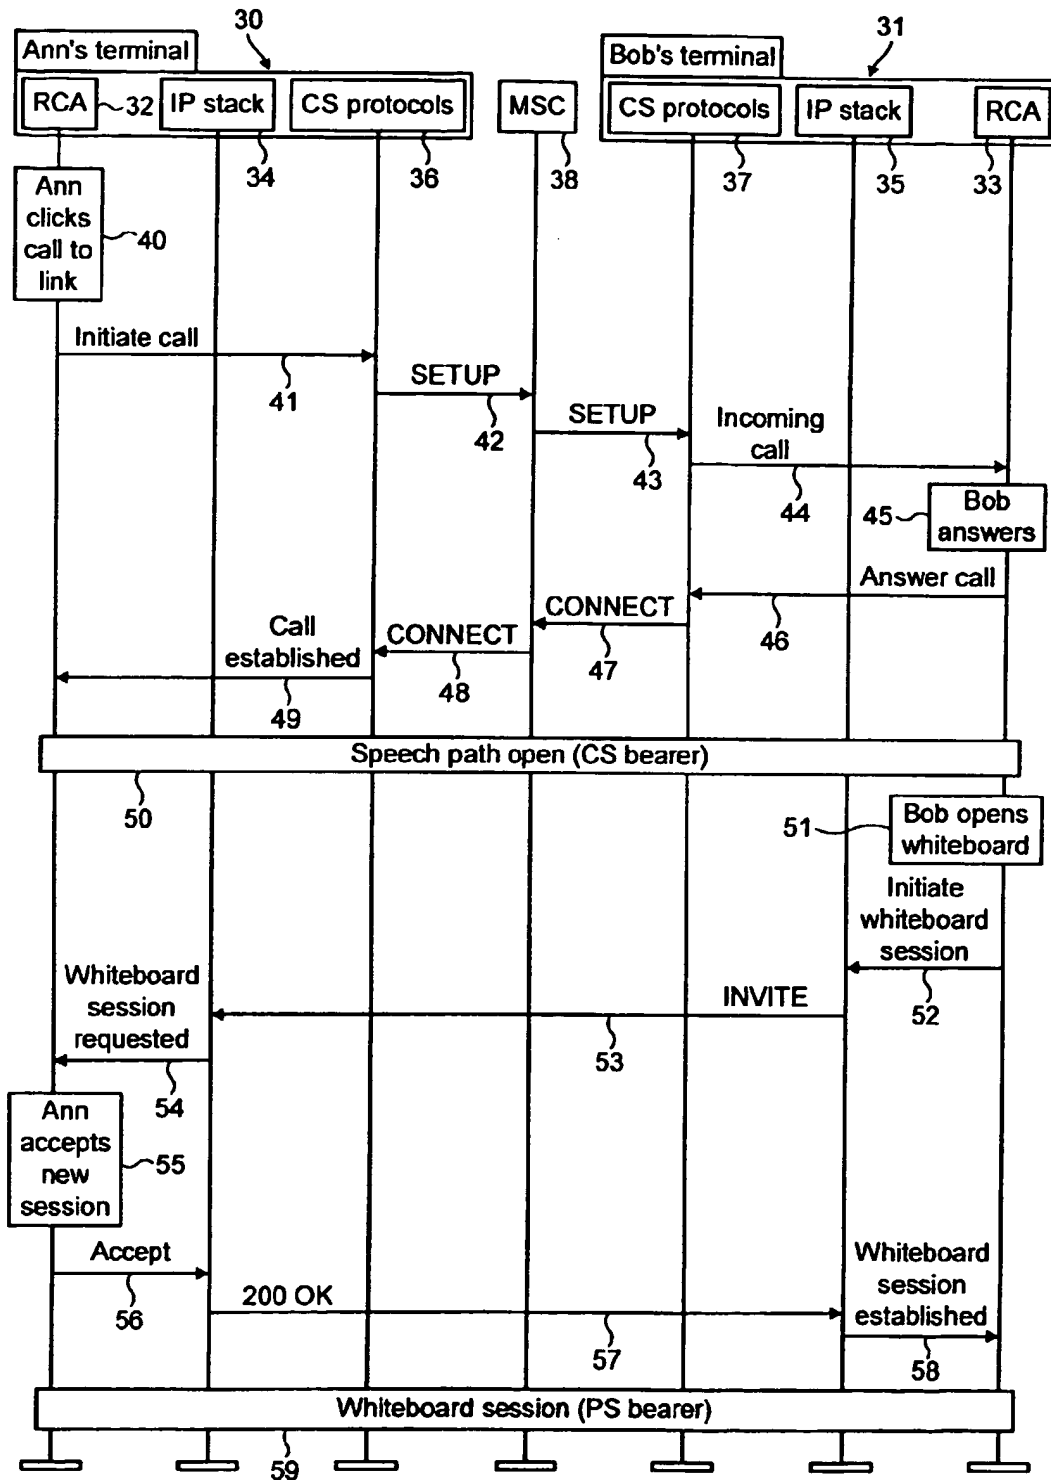 30
31
Ann's terminal
Bob's terminal
RCA
32
IP stack
CS protocols
MSC
CS protocols
IP stack
RCA
34
36
38
37
35
33
Ann
clicks
call to
link
40
Initiate call
41
SETUP
42
SETUP
43
Incoming
call
44
45
Bob
answers
Answer call
46
CONNECT
47
CONNECT
48
Call
established
49
Speech path open (CS bearer)
50
51
Bob opens
whiteboard
Initiate
whiteboard
session
52
INVITE
53
Whiteboard
session
requested
54
Ann
accepts
new
session
55
Accept
56
200 OK
57
Whiteboard
session
established
58
Whiteboard session (PS bearer)
59